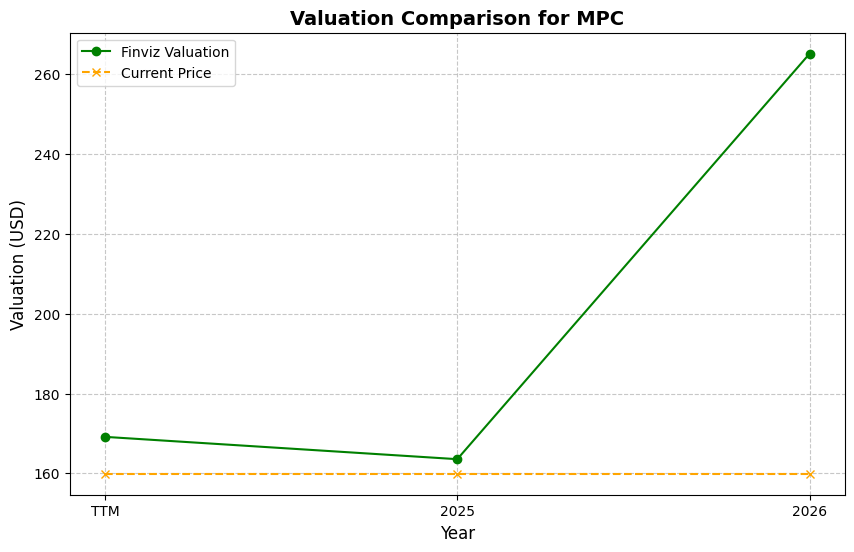 Valuation Comparison for MPC
Finviz Valuation
Current Price
Valuation (USD)
260
240
220
200
180
160
TTM
2025
2026
Year